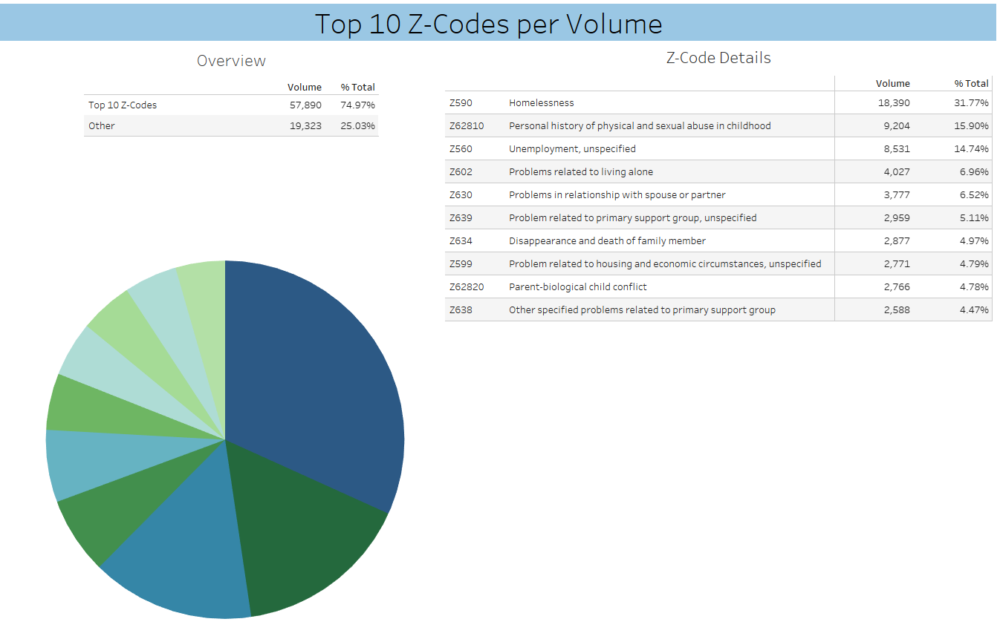 Top 10 Z-Codes per Volume
Overview
Volume % Total
Top 10 Z-Codes 57,890 74.97%
Other 19,323 25.03%
Z-Code Details
Volume % Total
Z590 Homelessness 18,390 31.77%
Z62810 Personal history of physical and sexual abuse in childhood 9,204 15.90%
Z560 Unemployment, unspecified 8,531 14.74%
Z602 Problems related to living alone 4,027 6.96%
Z630 Problems in relationship with spouse or partner 3,777 6.52%
Z639 Problem related to primary support group, unspecified 2,959 5.11%
Z634 Disappearance and death of family member 2,877 4.97%
Z599 Problem related to housing and economic circumstances, unspecified 2,771 4.79%
Z62820 Parent-biological child conflict 2,766 4.78%
Z638 Other specified problems related to primary support group 2,588 4.47%